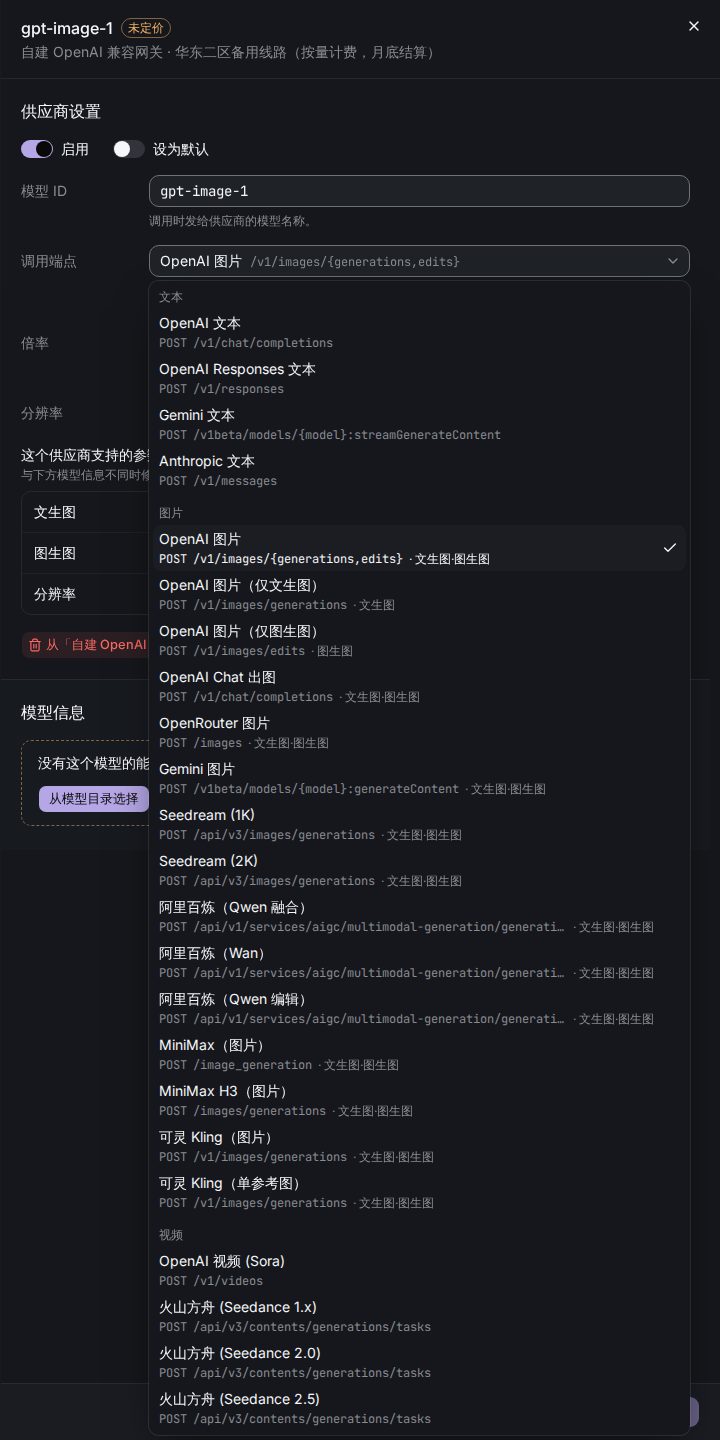 gpt-image-1 未定价
自建 OpenAI 兼容网关 · 华东二区备用线路（按量计费，月底结算）
供应商设置
启用 设为默认
模型 ID gpt-image-1
调用时发给供应商的模型名称。
调用端点 OpenAI 图片 /v1/images/{generations,edits}
文本
OpenAI 文本
倍率
POST /v1/chat/completions
OpenAI Responses 文本
POST /v1/responses
分辨率
Gemini 文本
POST /v1beta/models/{model}:streamGenerateContent
这个供应商支持的参
Anthropic 文本
与下方模型信息不同时修
POST /v1/messages
文生图
图片
OpenAI 图片
图生图
POST /v1/images/{generations,edits} · 文生图·图生图
OpenAI 图片（仅文生图）
分辨率
POST /v1/images/generations · 文生图
OpenAI 图片（仅图生图）
从「自建 OpenAI
POST /v1/images/edits · 图生图
OpenAI Chat 出图
POST /v1/chat/completions · 文生图·图生图
模型信息
OpenRouter 图片
POST /images · 文生图·图生图
没有这个模型的能
Gemini 图片
POST /v1beta/models/{model}:generateContent · 文生图·图生图
从模型目录选择
Seedream (1K)
POST /api/v3/images/generations · 文生图·图生图
Seedream (2K)
POST /api/v3/images/generations · 文生图·图生图
阿里百炼（Qwen 融合）
POST /api/v1/services/aigc/multimodal-generation/generati… · 文生图·图生图
阿里百炼（Wan）
POST /api/v1/services/aigc/multimodal-generation/generati… · 文生图·图生图
阿里百炼（Qwen 编辑）
POST /api/v1/services/aigc/multimodal-generation/generati… · 文生图·图生图
MiniMax（图片）
POST /image_generation · 文生图·图生图
MiniMax H3（图片）
POST /images/generations · 文生图·图生图
可灵 Kling（图片）
POST /v1/images/generations · 文生图·图生图
可灵 Kling（单参考图）
POST /v1/images/generations · 文生图·图生图
视频
OpenAI 视频 (Sora)
POST /v1/videos
火山方舟 (Seedance 1.x)
POST /api/v3/contents/generations/tasks
火山方舟 (Seedance 2.0)
POST /api/v3/contents/generations/tasks
火山方舟 (Seedance 2.5)
POST /api/v3/contents/generations/tasks